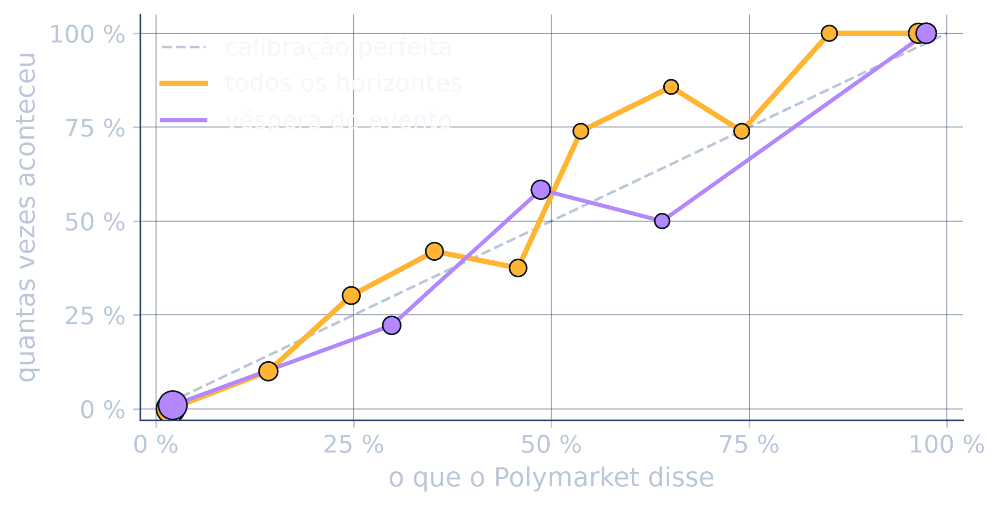 calibração perfeita
todos os horizontes
véspera do evento
quantas vezes aconteceu
100 %
75 %
50 %
25 %
0 %
0 %
25 %
50 %
75 %
100 %
o que o Polymarket disse